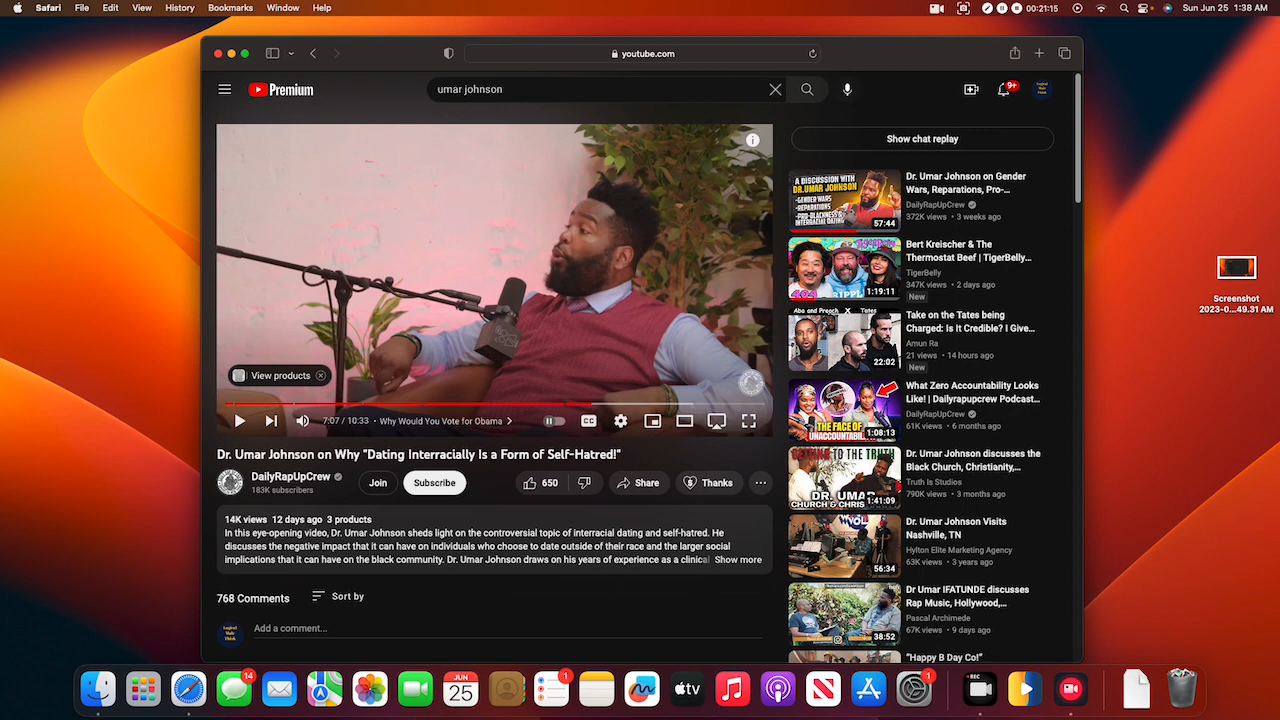 Safari File Edit View History Bookmarks Window Help
00:21:15
Sun Jun 25 1:38 AM
youtube.com
Premium
umar johnson
9+
View products
7:07 / 10:33 • Why Would You Vote for Obama
CC
Dr. Umar Johnson on Why "Dating Interracially Is a Form of Self-Hatred!"
DailyRapUpCrew
183K subscribers
Join
Subscribe
650
Share
Thanks
14K views 12 days ago 3 products
In this eye-opening video, Dr. Umar Johnson sheds light on the controversial topic of interracial dating and self-hatred. He
discusses the negative impact that it can have on individuals who choose to date outside of their race and the larger social
implications that it can have on the black community. Dr. Umar Johnson draws on his years of experience as a clinical Show more
768 Comments
Sort by
Add a comment...
Show chat replay
A DISCUSSION WITH
DR.UMAR JOHNSON
-GENDER WARS
-REPARATIONS
-PRO-BLACKNESS &
INTERRACIAL DATING
57:44
Dr. Umar Johnson on Gender
Wars, Reparations, Pro-...
DailyRapUpCrew
372K views • 3 weeks ago
1:19:11
Bert Kreischer & The
Thermostat Beef | TigerBelly...
TigerBelly
347K views • 2 days ago
New
Aba and Preach X Tates
22:02
Take on the Tates being
Charged: Is It Credible? I Give...
Amun Ra
21 views • 14 hours ago
New
THE FACE OF
UNACCOUNTABIL
1:08:13
What Zero Accountability Looks
Like! | Dailyrapupcrew Podcast...
DailyRapUpCrew
61K views • 6 months ago
GETTING TO THE TRUTH
DR. UMAR
CHURCH & CHRIS
1:41:09
Dr. Umar Johnson discusses the
Black Church, Christianity,...
Truth Is Studios
790K views • 3 months ago
56:34
Dr. Umar Johnson Visits
Nashville, TN
Hylton Elite Marketing Agency
63K views • 3 years ago
38:52
Dr Umar IFATUNDE discusses
Rap Music, Hollywood,...
Pascal Archimede
67K views • 9 days ago
"Happy B Day Co!"
Screenshot
2023-0...49.31 AM
14
JUN
25
1
tv
1
REC